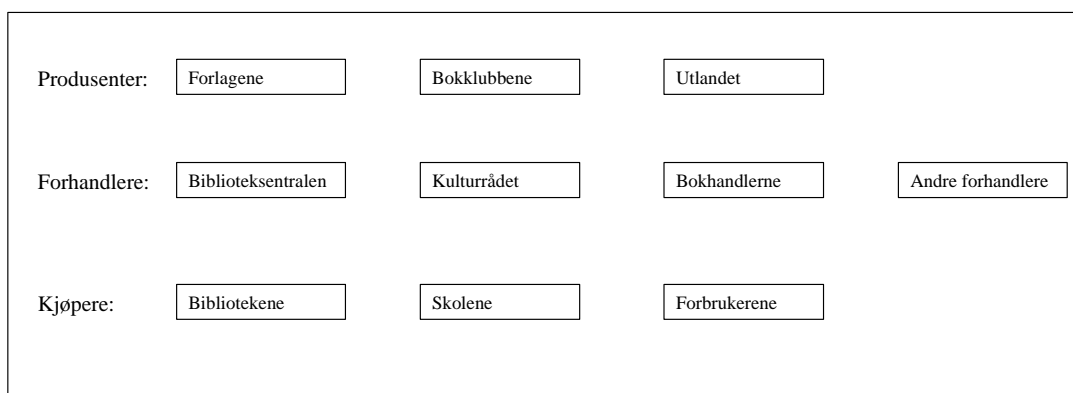 Produsenter: Forlagene Bokklubbene Utlandet
Forhandlere: Biblioteksentralen Kulturrådet Bokhandlerne Andre forhandlere
Kjøpere: Bibliotekene Skolene Forbrukerene